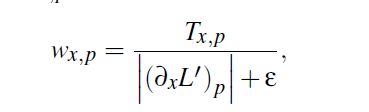 w_{x,p} = \frac{T_{x,p}}{\left|(\partial_x L')_p\right| + \varepsilon},